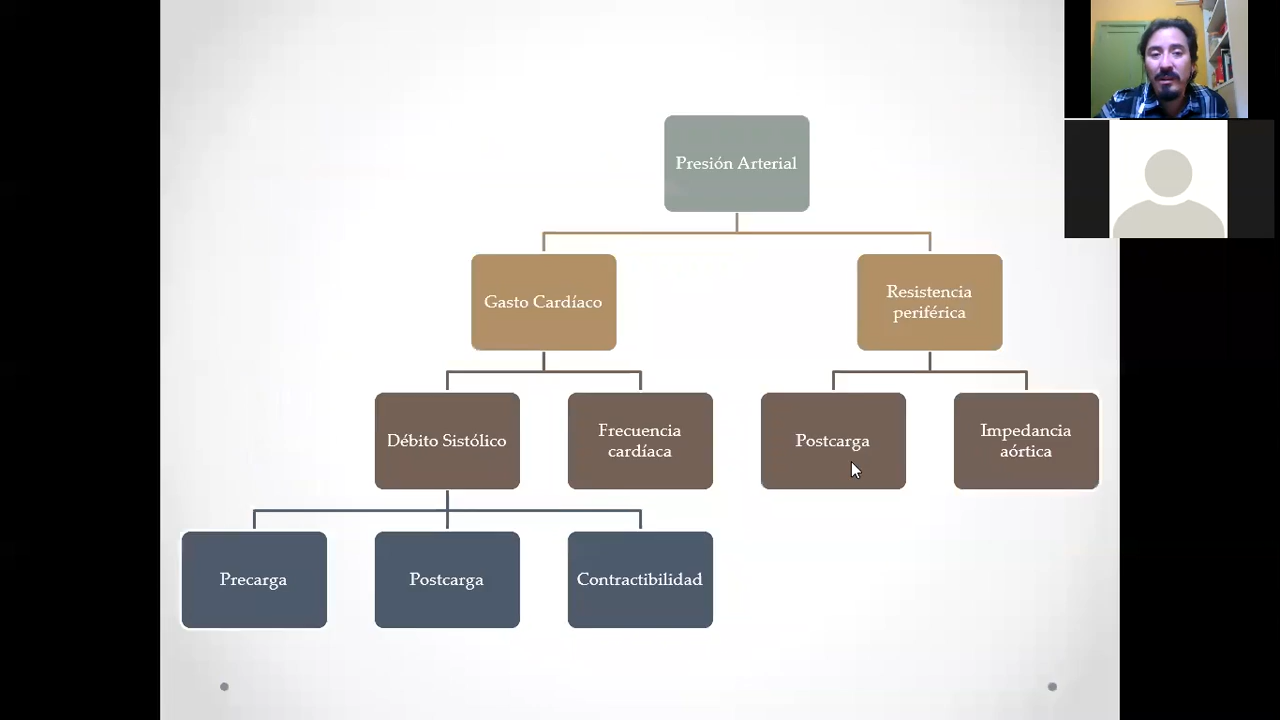 Presión Arterial
Gasto Cardíaco
Resistencia
periférica
Débito Sistólico
Frecuencia
cardíaca
Postcarga
Impedancia
aórtica
Precarga
Postcarga
Contractibilidad